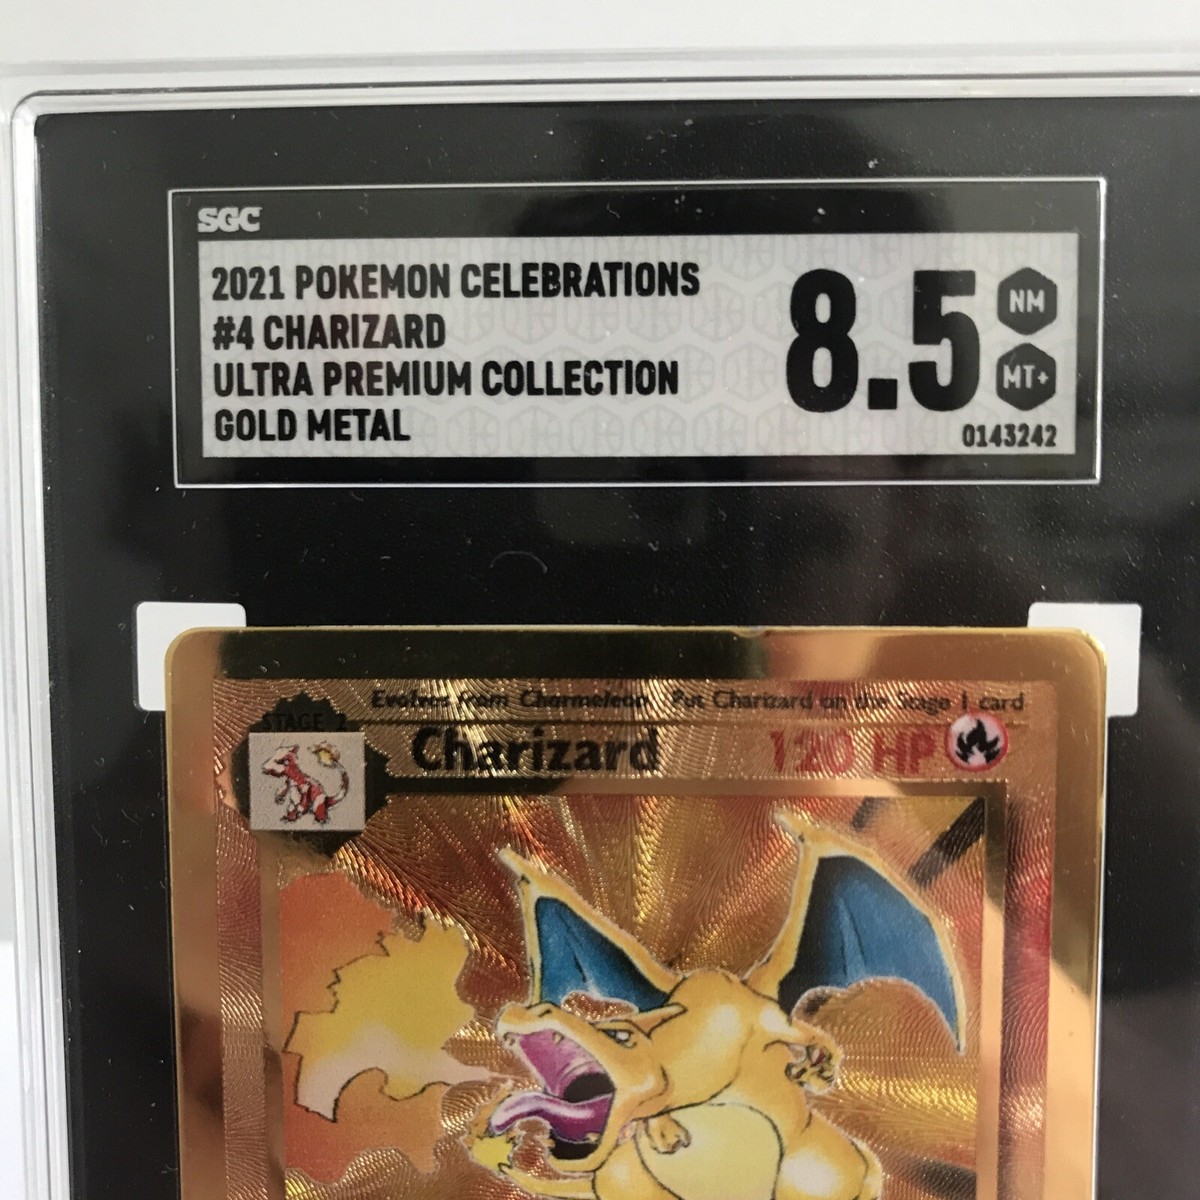 SGC
2021 POKEMON CELEBRATIONS
#4 CHARIZARD
ULTRA PREMIUM COLLECTION
GOLD METAL
8.5
NM
MT+
0143242
Evolves from Charmeleon Put Charizard on the Stage 1 card
STAGE 2
Charizard 120 HP